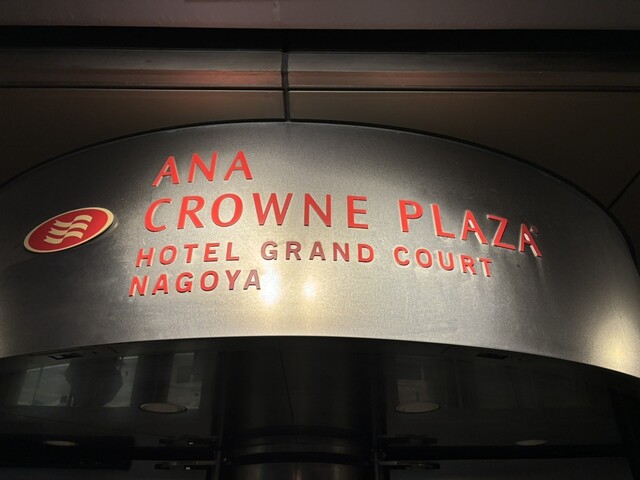 ANA
CROWNE PLAZA®
HOTEL GRAND COURT
NAGOYA